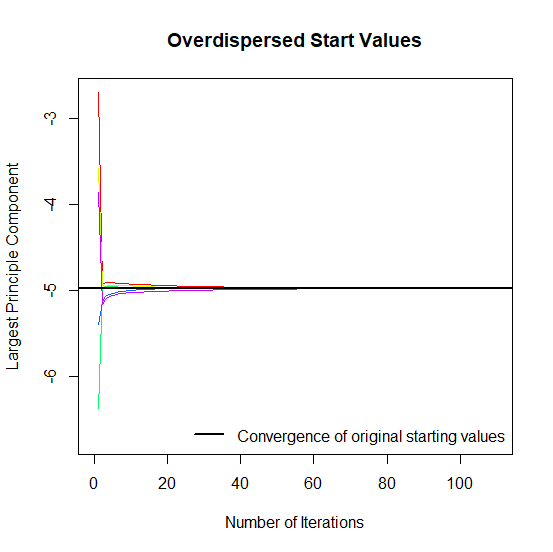 Overdispersed Start Values
Largest Principle Component
-3
-4
-5
-6
Convergence of original starting values
0 20 40 60 80 100
Number of Iterations